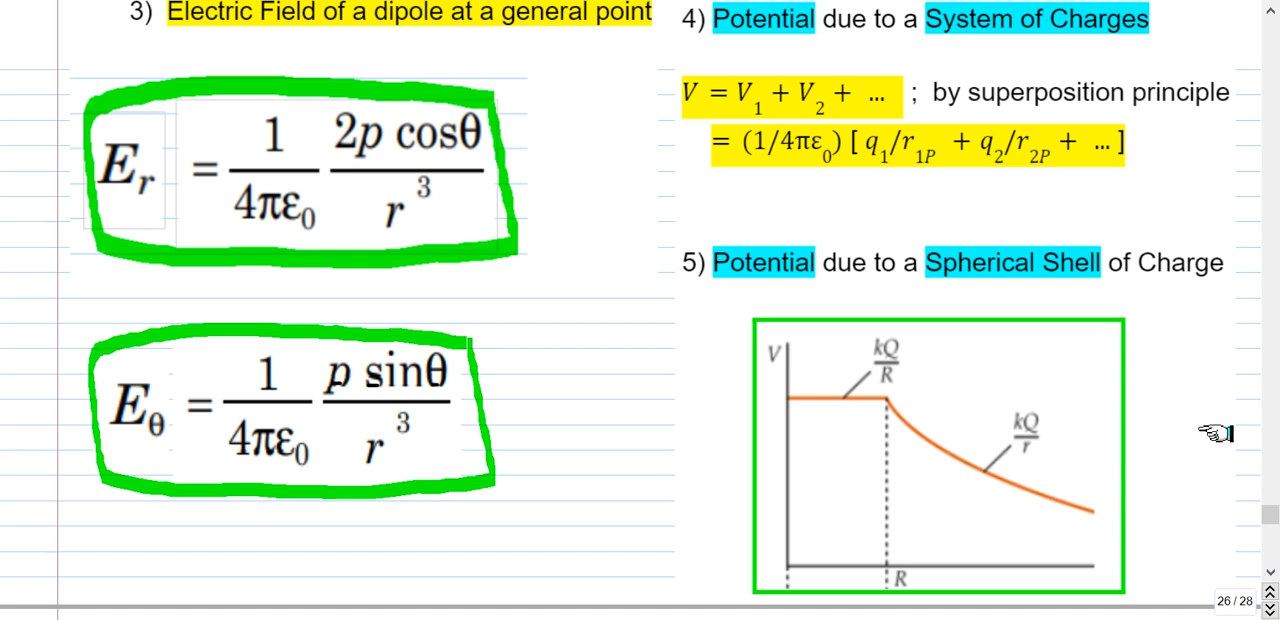 3) Electric Field of a dipole at a general point
E_r = 1/4πε₀ 2p cosθ/r³
E_θ = 1/4πε₀ p sinθ/r³
4) Potential due to a System of Charges
V = V₁ + V₂ + ... ; by superposition principle
= (1/4πε₀) [ q₁/r₁P + q₂/r₂P + ... ]
5) Potential due to a Spherical Shell of Charge
V
kQ/R
kQ/r
R
26 / 28